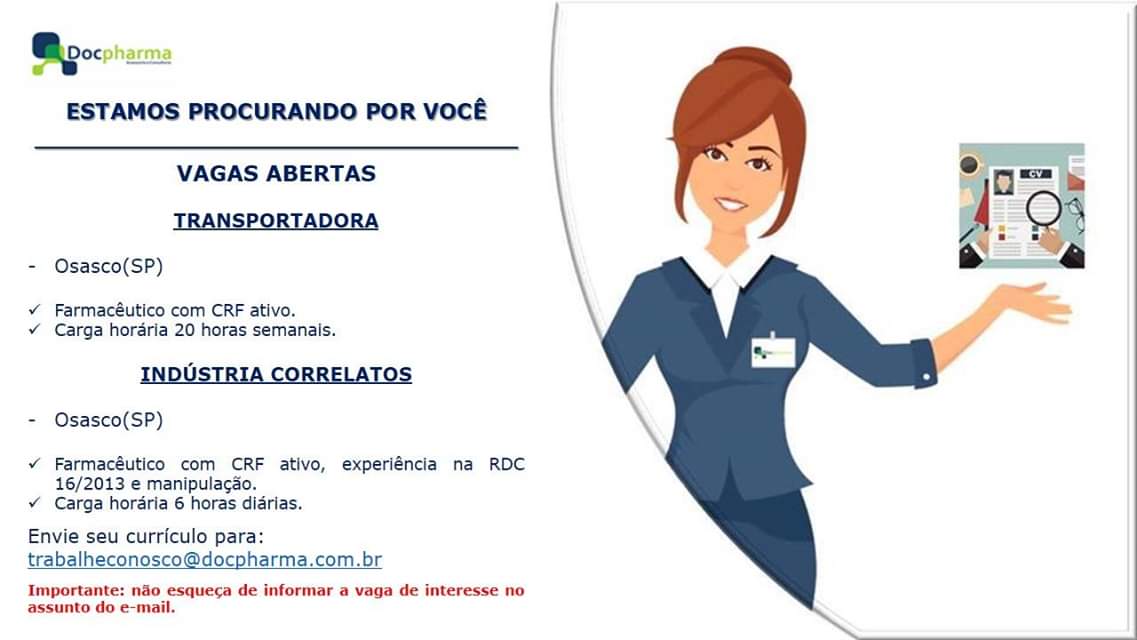 Docpharma
ESTAMOS PROCURANDO POR VOCÊ
VAGAS ABERTAS
TRANSPORTADORA
- Osasco(SP)
✓ Farmacêutico com CRF ativo.
✓ Carga horária 20 horas semanais.
INDÚSTRIA CORRELATOS
- Osasco(SP)
✓ Farmacêutico com CRF ativo, experiência na RDC
16/2013 e manipulação.
✓ Carga horária 6 horas diárias.
Envie seu currículo para:
trabalheconosco@docpharma.com.br
Importante: não esqueça de informar a vaga de interesse no
assunto do e-mail.
CV